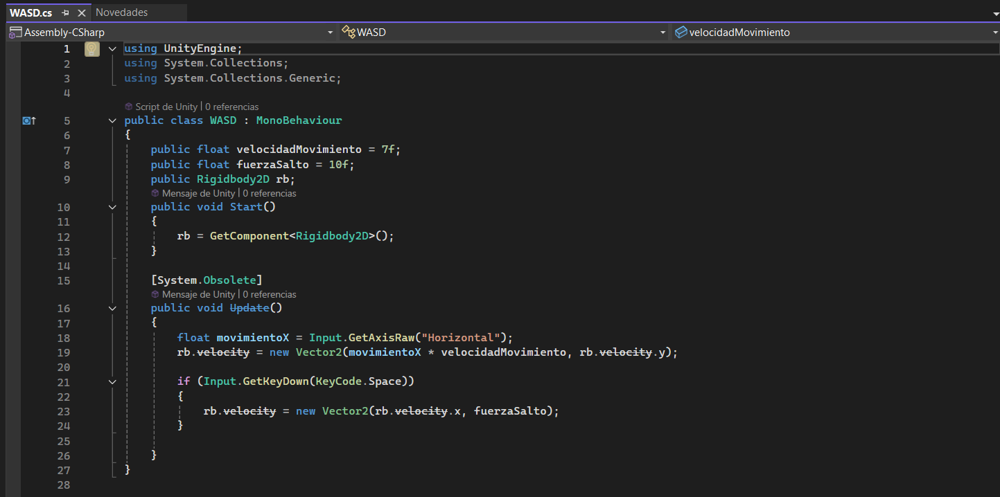 WASD.cs
Novedades
Assembly-CSharp
WASD
velocidadMovimiento
1 using UnityEngine;
2 using System.Collections;
3 using System.Collections.Generic;
4
Script de Unity | 0 referencias
5 public class WASD : MonoBehaviour
6 {
7 public float velocidadMovimiento = 7f;
8 public float fuerzaSalto = 10f;
9 public Rigidbody2D rb;
Mensaje de Unity | 0 referencias
10 public void Start()
11 {
12 rb = GetComponent<Rigidbody2D>();
13 }
14
15 [System.Obsolete]
Mensaje de Unity | 0 referencias
16 public void Update()
17 {
18 float movimientoX = Input.GetAxisRaw("Horizontal");
19 rb.velocity = new Vector2(movimientoX * velocidadMovimiento, rb.velocity.y);
20
21 if (Input.GetKeyDown(KeyCode.Space))
22 {
23 rb.velocity = new Vector2(rb.velocity.x, fuerzaSalto);
24 }
25
26 }
27 }
28